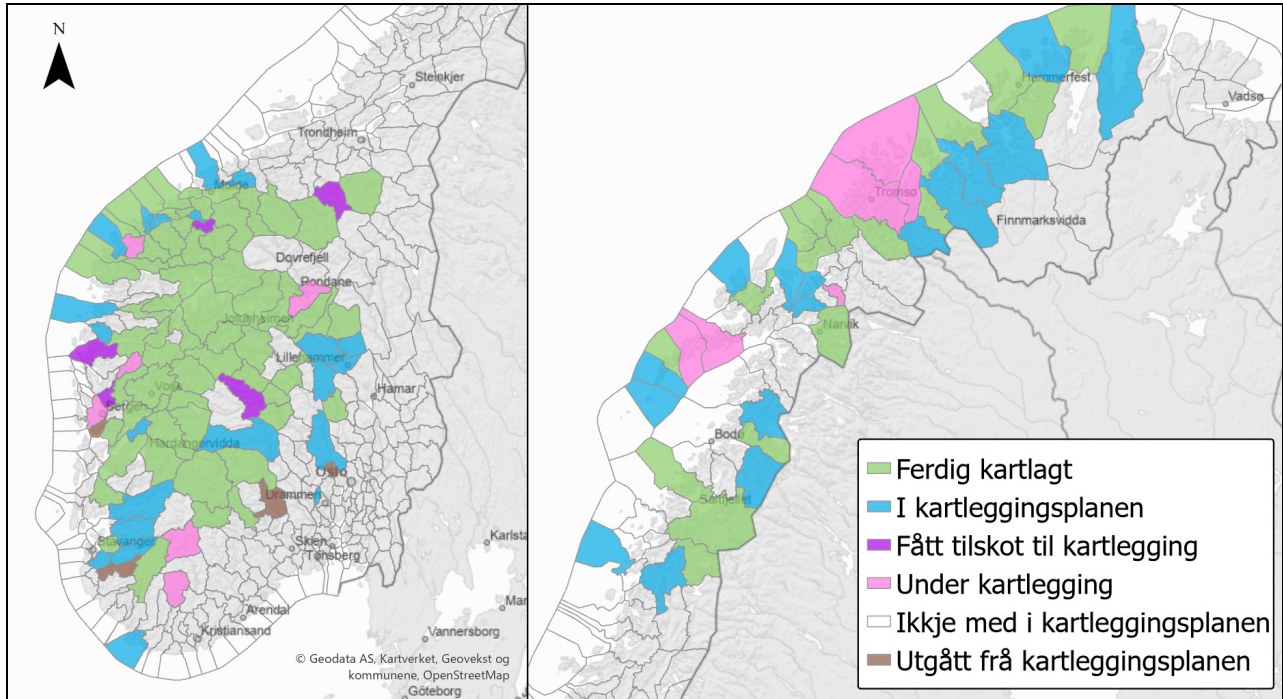 N
Steinkjer
Trondheim
Molde
Dovrefjell
Rondane
Jotunheimen
Lillehammer
Hamar
Voss
Bergen
Hardangervidda
Oslo
Drammen
Stavanger
Skien
Tønsberg
Karlsta
Arendal
Kristiansand
Mar
Vannersborg
Göteborg
© Geodata AS, Kartverket, Geovekst og
kommunene, OpenStreetMap
Hammerfest
Vadsø
Tromsø
Finnmarksvidda
Narvik
Bodø
Saltfjellet
Ferdig kartlagt
I kartleggingsplanen
Fått tilskot til kartlegging
Under kartlegging
Ikkje med i kartleggingsplanen
Utgått frå kartleggingsplanen